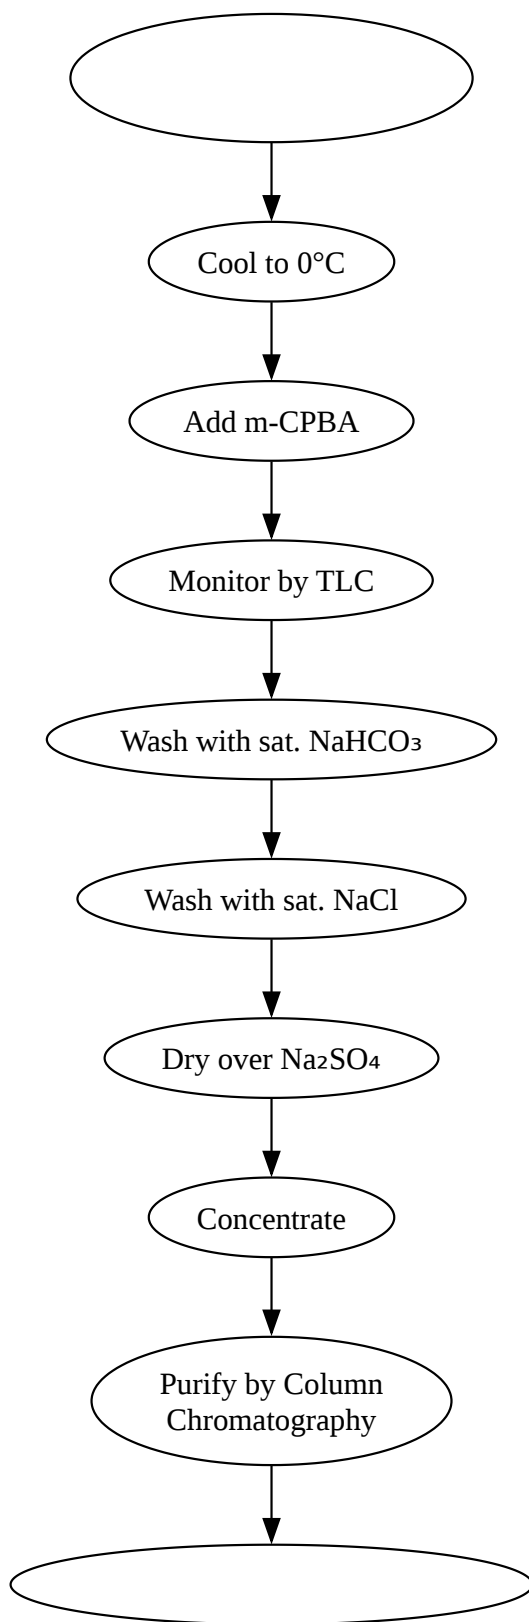 Cool to 0°C
Add m-CPBA
Monitor by TLC
Wash with sat. NaHCO₃
Wash with sat. NaCl
Dry over Na₂SO₄
Concentrate
Purify by Column
Chromatography